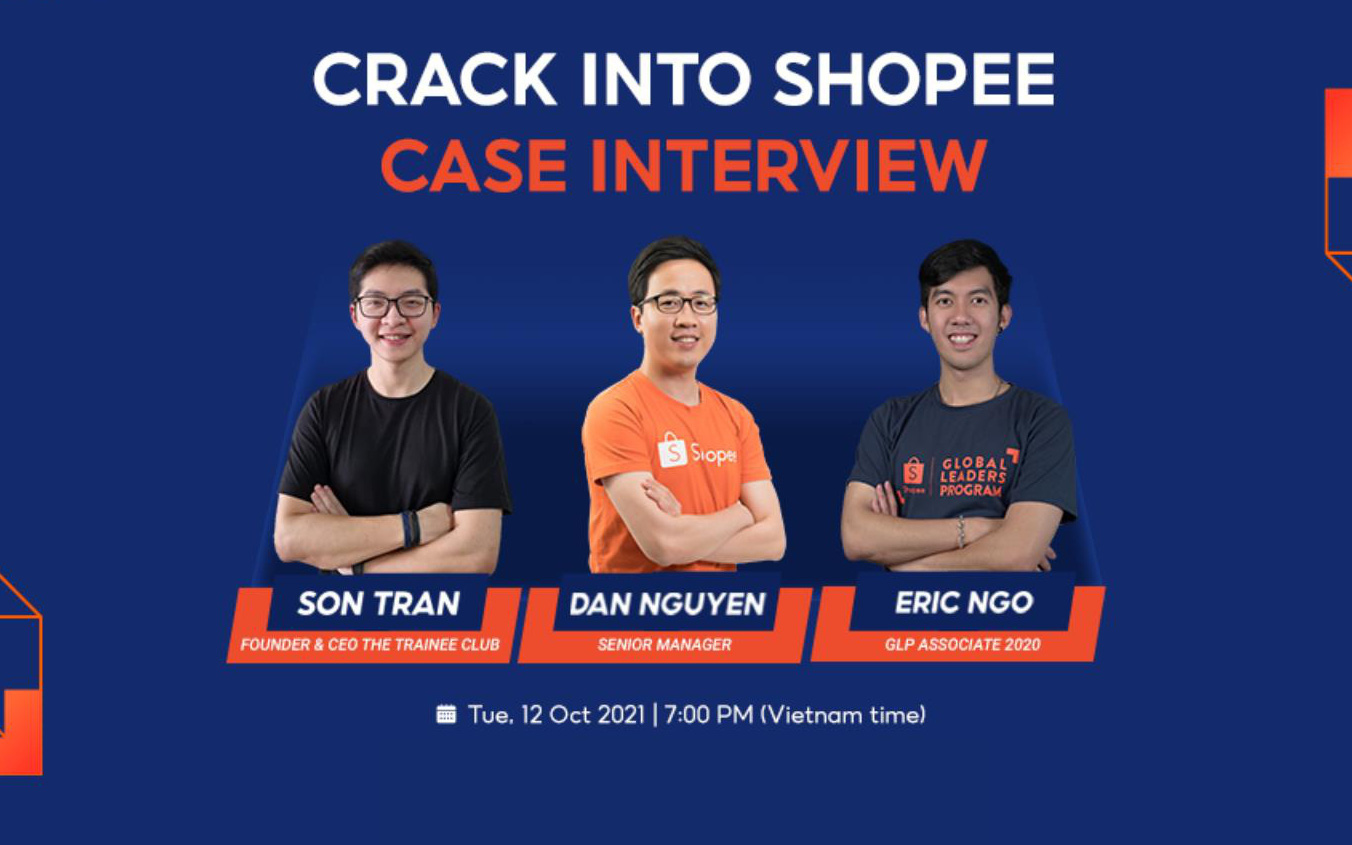 CRACK INTO SHOPEE
CASE INTERVIEW
S Shopee
S Shopee
GLOBAL
LEADERS
PROGRAM
SON TRAN
FOUNDER & CEO THE TRAINEE CLUB
DAN NGUYEN
SENIOR MANAGER
ERIC NGO
GLP ASSOCIATE 2020
Tue, 12 Oct 2021 | 7:00 PM (Vietnam time)